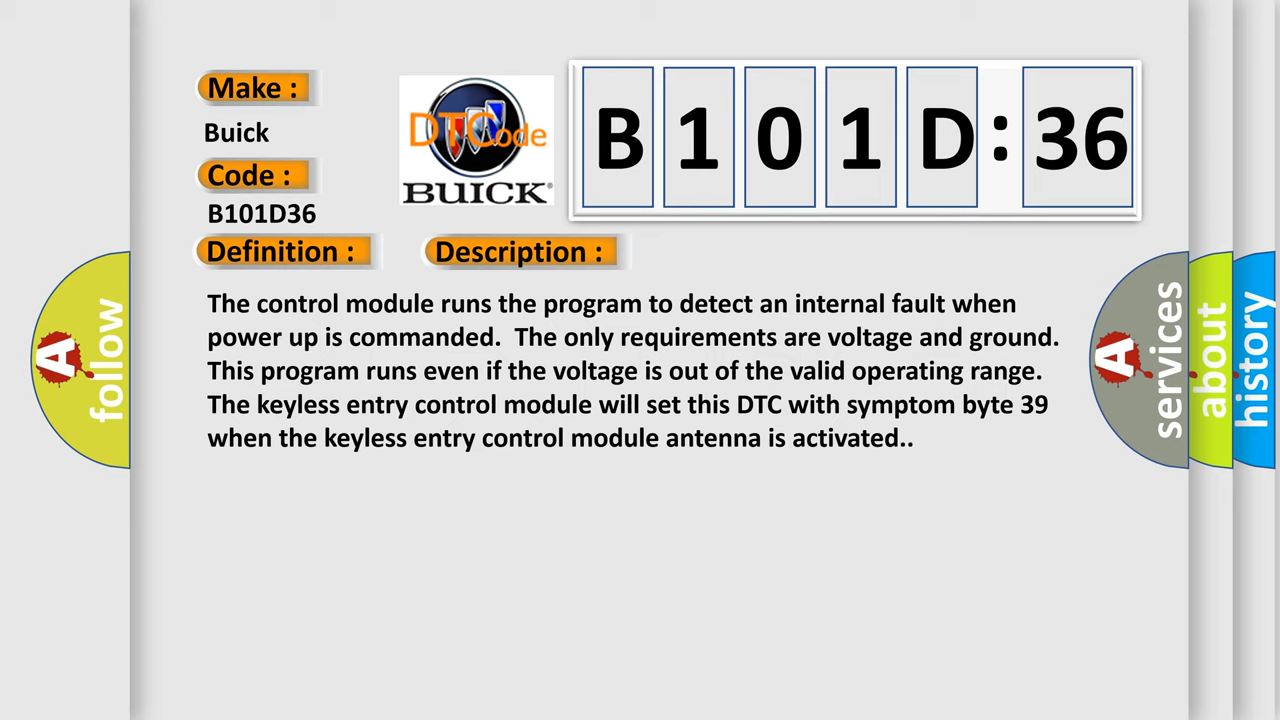 Make :
Buick
Code :
B101D36
Definition :
Description :
DTCode
BUICK®
B101D:36
The control module runs the program to detect an internal fault when
power up is commanded  The only requirements are voltage and ground.
This program runs even if the voltage is out of the valid operating range.
The keyless entry control module will set this DTC with symptom byte 39
when the keyless entry control module antenna is activated..
A follow
A services
about
history